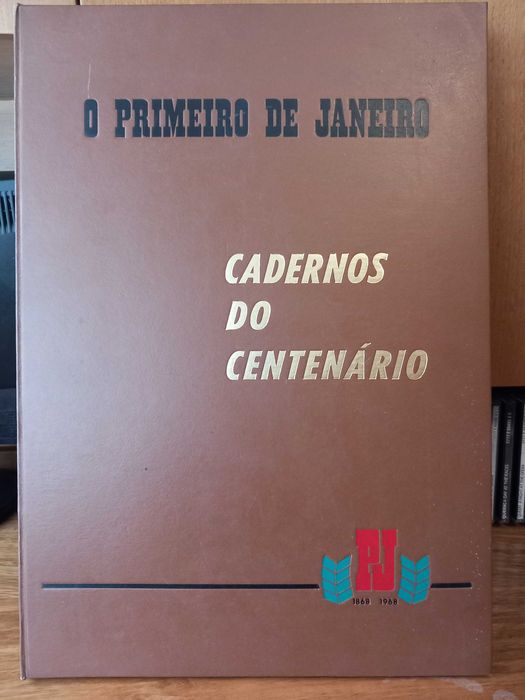 O PRIMEIRO DE JANEIRO
CADERNOS
DO
CENTENÁRIO
PJ
1868 1968